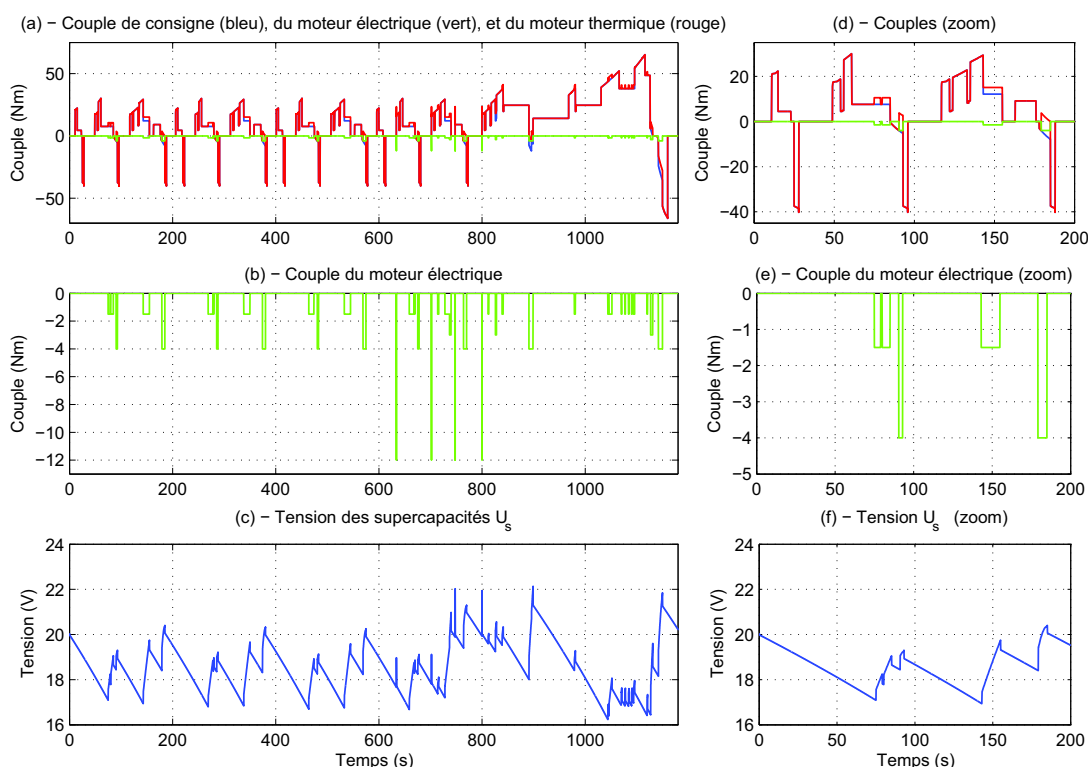 (a) − Couple de consigne (bleu), du moteur électrique (vert), et du moteur thermique (rouge)
Couple (Nm)
50
0
−50
0 200 400 600 800 1000
(d) − Couples (zoom)
Couple (Nm)
20
0
−20
−40
0 50 100 150 200
(b) − Couple du moteur électrique
Couple (Nm)
0
−2
−4
−6
−8
−10
−12
0 200 400 600 800 1000
(e) − Couple du moteur électrique (zoom)
Couple (Nm)
0
−1
−2
−3
−4
−5
0 50 100 150 200
(c) − Tension des supercapacités U_s
Tension (V)
24
22
20
18
16
0 200 400 600 800 1000
Temps (s)
(f) − Tension U_s (zoom)
Tension (V)
24
22
20
18
16
0 50 100 150 200
Temps (s)